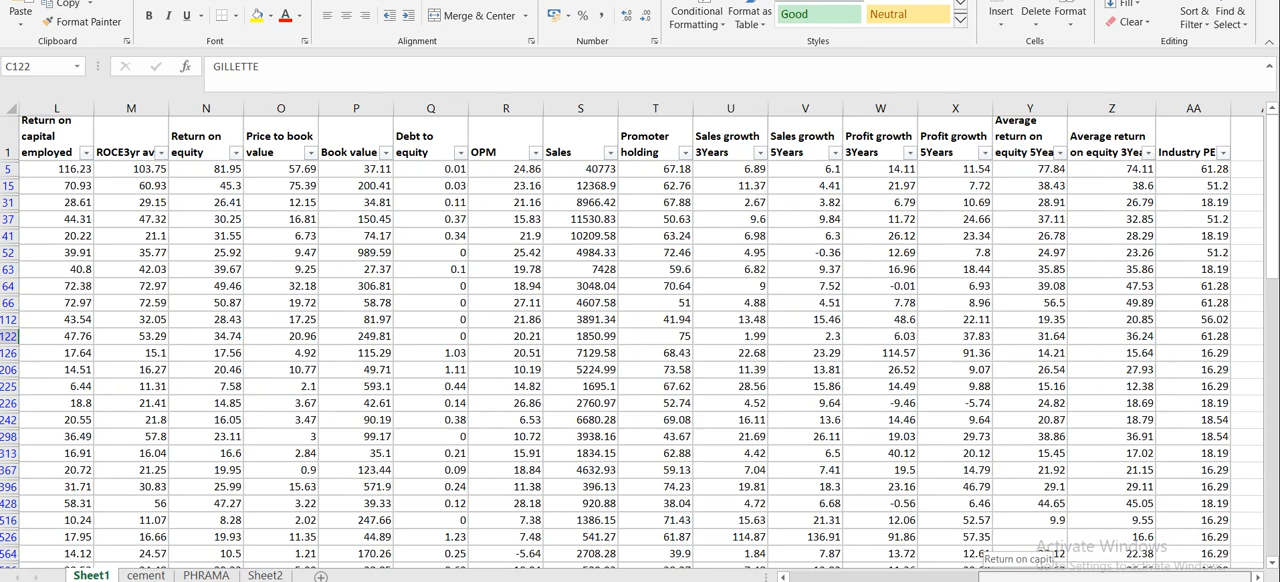 Paste Copy B I U Merge & Center % , Conditional Format as Good Neutral Insert Delete Format Fill Sort & Find &
Format Painter Formatting Table Clear Filter Select
Clipboard Font Alignment Number Styles Cells Editing
C122 fx GILLETTE
L M N O P Q R S T U V W X Y Z AA
1 Return on capital employed ROCE3yr av Return on equity Price to book value Book value Debt to equity OPM Sales Promoter holding Sales growth 3Years Sales growth 5Years Profit growth 3Years Profit growth 5Years Average return on equity 5Yea Average return on equity 3Ye Industry PE
5 116.23 103.75 81.95 57.69 37.11 0.01 24.86 40773 67.18 6.89 11.54 14.11 11.54 77.84 74.11 61.28
15 70.93 60.93 45.3 75.39 200.41 0.03 23.16 12368.9 62.76 11.37 4.41 21.97 7.72 38.43 38.6 51.2
31 28.61 29.15 26.41 12.15 34.81 0.11 21.16 8966.42 67.88 2.67 3.82 6.79 10.69 28.91 26.79 18.19
37 44.31 47.32 30.25 16.81 150.45 0.37 15.83 11530.83 50.63 9.6 9.84 11.72 24.66 37.11 32.85 51.2
41 20.22 21.1 31.55 6.73 74.17 0.34 21.9 10209.58 63.24 6.98 6.3 26.12 23.34 26.78 28.29 18.19
52 39.91 35.77 25.92 9.47 989.59 0 25.42 4984.33 72.46 4.95 -0.36 12.69 7.8 24.97 23.26 51.2
63 40.8 42.03 39.67 9.25 27.37 0.1 19.78 7428 59.6 6.82 9.37 16.96 18.44 35.85 35.86 18.19
64 72.38 72.97 49.46 32.18 306.81 0 18.94 3048.04 70.64 9 7.52 -0.01 6.93 39.08 47.53 61.28
66 72.97 72.59 50.87 19.72 58.78 0 27.11 4607.58 51 4.88 4.51 7.78 8.96 56.5 49.89 61.28
112 43.54 32.05 28.43 17.25 81.97 0 21.86 3891.34 41.94 13.48 15.46 48.6 22.11 19.35 20.85 56.02
122 47.76 53.29 34.74 20.96 249.81 0 20.21 1850.99 75 1.99 2.3 6.03 37.83 31.64 36.24 61.28
126 17.64 15.1 17.56 4.92 115.29 1.03 20.51 7129.58 68.43 22.68 23.29 114.57 91.36 14.21 15.64 16.29
206 14.51 16.27 20.46 10.77 49.71 1.11 10.19 5224.99 73.58 11.39 13.81 26.52 9.07 26.54 27.93 16.29
225 6.44 11.31 7.58 2.1 593.1 0.44 14.82 1695.1 67.62 28.56 15.86 14.49 9.88 15.16 12.38 16.29
234 18.8 21.41 14.85 3.67 42.61 0.14 26.86 2760.97 52.74 4.52 9.64 -9.46 -5.74 24.82 18.69 18.19
242 20.55 21.8 16.05 3.47 90.19 0.38 6.53 6680.28 69.08 16.11 13.6 14.46 9.64 20.87 18.79 18.54
298 36.49 57.8 23.11 3 99.17 0 10.72 3938.16 43.67 21.69 26.11 19.03 29.73 38.86 36.91 18.54
313 16.91 16.04 16.6 2.84 35.1 0.21 15.91 1834.15 62.88 4.42 6.5 40.12 20.12 15.45 17.02 18.19
367 20.72 21.25 19.95 0.9 123.44 0.09 18.84 4632.93 59.13 7.04 7.41 19.5 14.79 21.92 21.15 16.29
396 31.71 30.83 25.99 15.63 571.9 0.24 11.38 396.13 74.23 19.81 18.3 23.16 46.79 29.1 29.11 16.29
428 58.31 56 47.27 3.22 39.33 0.12 28.18 920.88 38.04 4.72 6.68 -0.56 6.46 44.65 45.05 18.19
516 10.24 11.07 8.28 2.02 247.66 0 7.38 1386.15 71.43 15.63 21.31 12.06 52.57 9.9 9.55 16.29
526 17.95 16.66 19.93 11.35 44.89 1.23 7.48 541.27 61.87 114.87 136.91 91.86 57.35 16.6 16.29
564 14.12 24.57 10.5 1.21 170.26 0.25 -5.64 2708.28 39.9 1.84 7.87 13.72 16.29
Return on capit
Activate Windows
Sheet1 cement PHRAMA Sheet2